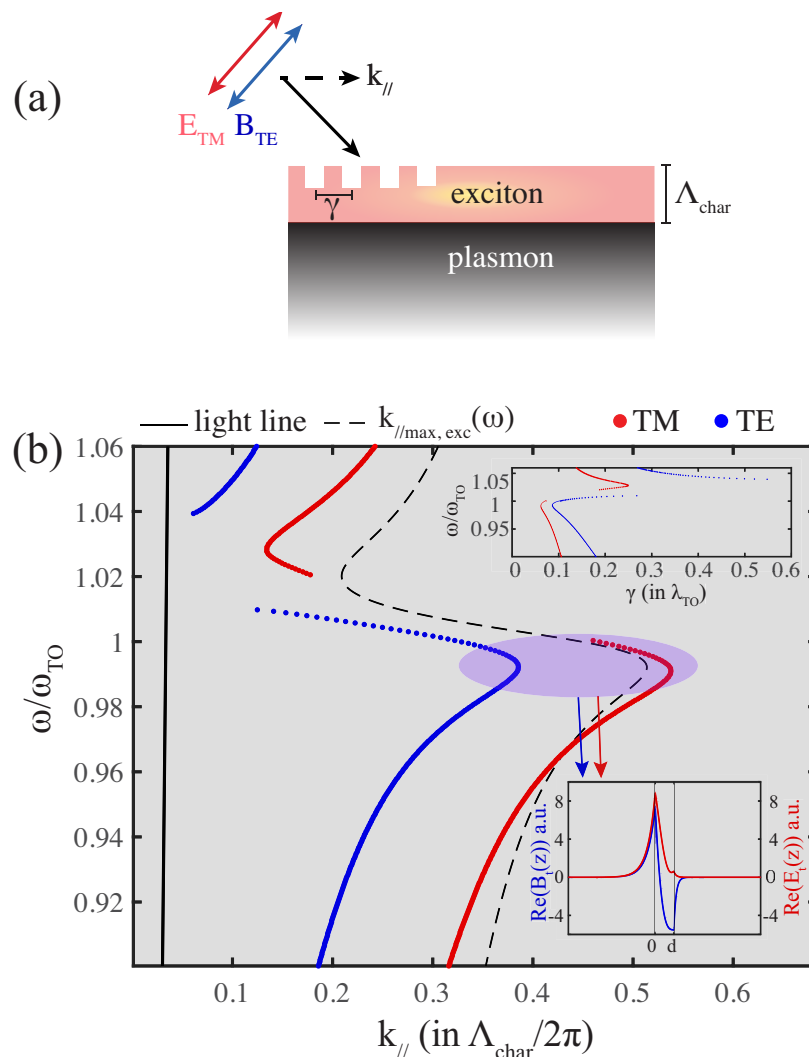 (a)
k//
E_TM B_TE
exciton
Λ_char
γ
plasmon
light line k_//max, exc(ω) TM TE
(b)
1.06
1.04
1.02
1
0.98
0.96
0.94
0.92
ω/ω_TO
0.1 0.2 0.3 0.4 0.5 0.6
k_// (in Λ_char/2π)
ω/ω_TO
1.05
1
0.95
0 0.1 0.2 0.3 0.4 0.5 0.6
γ (in λ_TO)
Re(B_t(z)) a.u.
8
4
0
-4
0 d
8
4
0
-4
Re(E_t(z)) a.u.